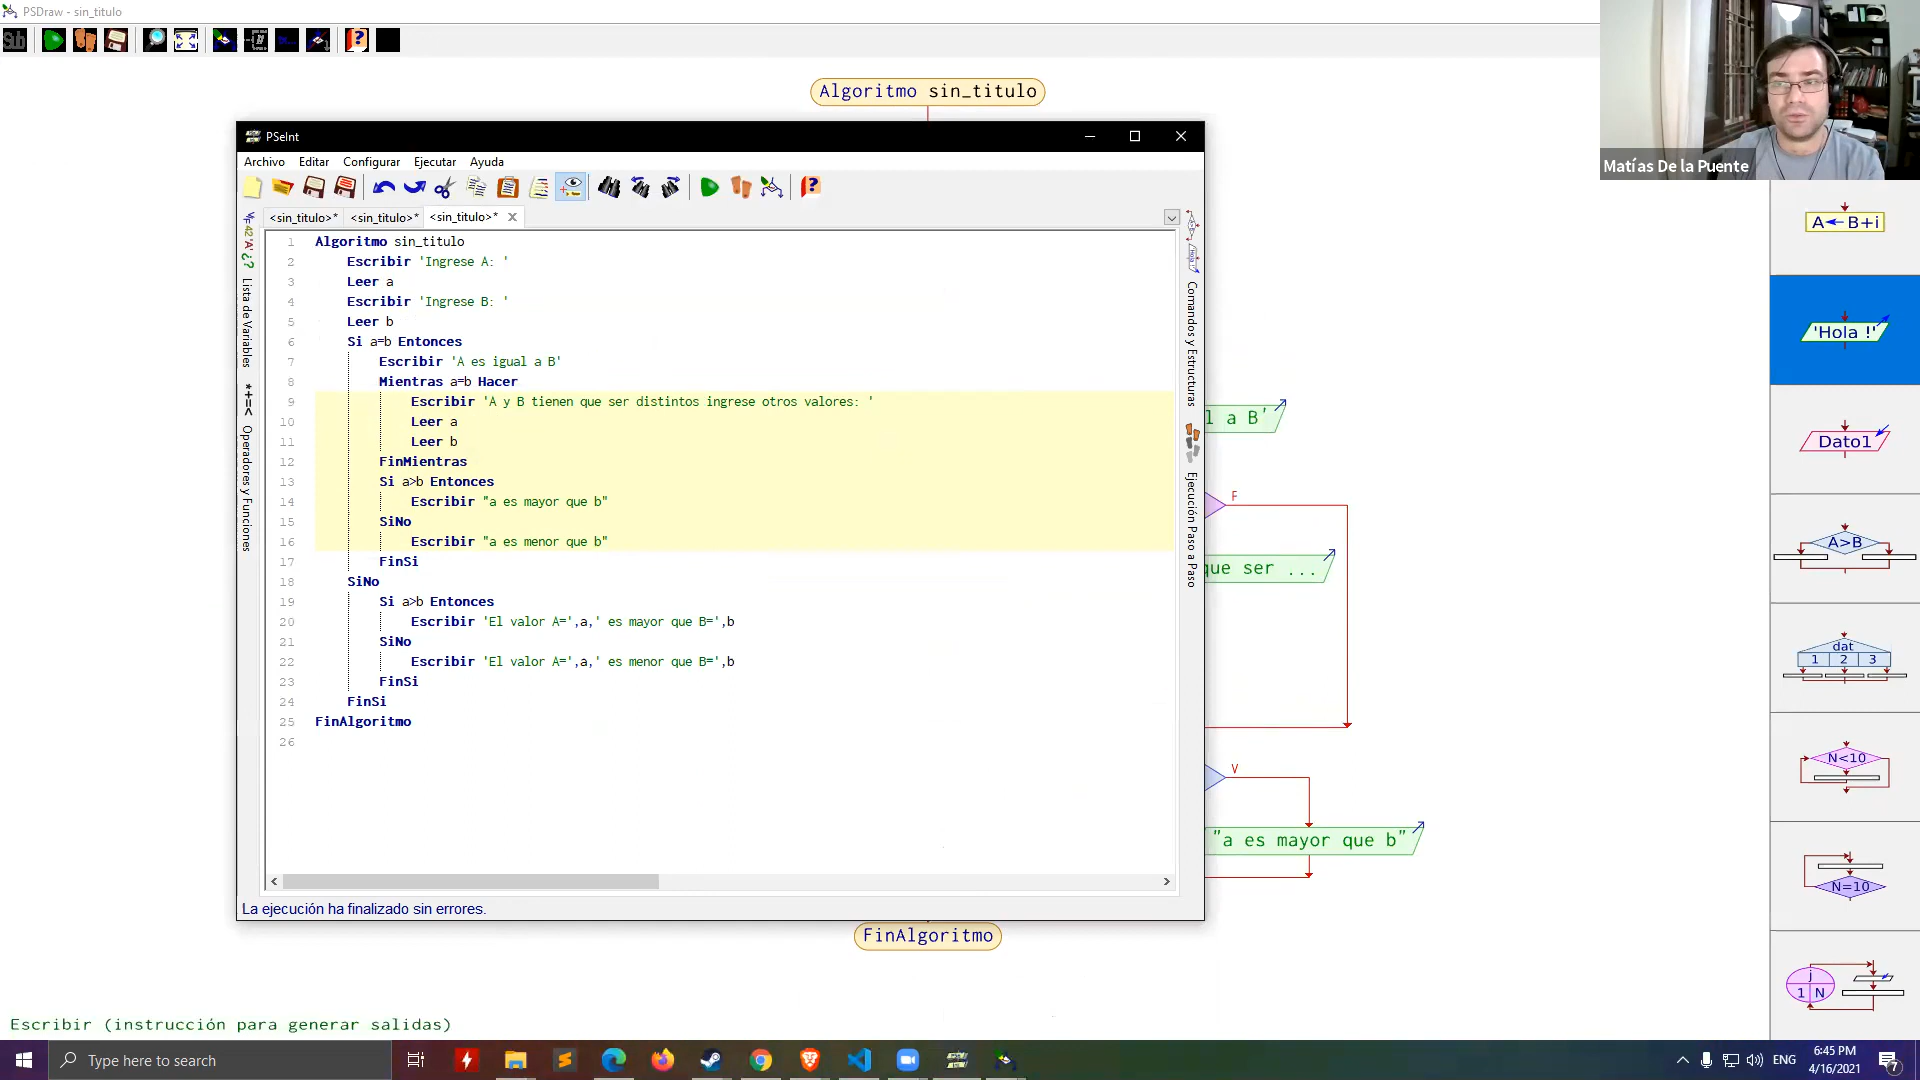 PSDraw - sin_titulo
Sub
Algoritmo sin_titulo
Matías De la Puente
PSeInt
Archivo Editar Configurar Ejecutar Ayuda
<sin_titulo>* <sin_titulo>* <sin_titulo>*
1 Algoritmo sin_titulo
2 Escribir 'Ingrese A: '
3 Leer a
4 Escribir 'Ingrese B: '
5 Leer b
6 Si a=b Entonces
7 Escribir 'A es igual a B'
8 Mientras a=b Hacer
9 Escribir 'A y B tienen que ser distintos ingrese otros valores: '
10 Leer a
11 Leer b
12 FinMientras
13 Si a>b Entonces
14 Escribir "a es mayor que b"
15 SiNo
16 Escribir "a es menor que b"
17 FinSi
18 SiNo
19 Si a>b Entonces
20 Escribir 'El valor A=',a,' es mayor que B=',b
21 SiNo
22 Escribir 'El valor A=',a,' es menor que B=',b
23 FinSi
24 FinSi
25 FinAlgoritmo
26
42 'A' ¿?
Lista de Variables
*+=<
Operadores y Funciones
Comandos y Estructuras
Ejecución Paso a Paso
La ejecución ha finalizado sin errores.
l a B'
F
que ser ...
V
"a es mayor que b"
FinAlgoritmo
A←B+i
'Hola !'
Dato1
A>B
dat
1 2 3
N<10
N=10
j
1 N
Escribir (instrucción para generar salidas)
Type here to search
ENG
6:45 PM
4/16/2021
7